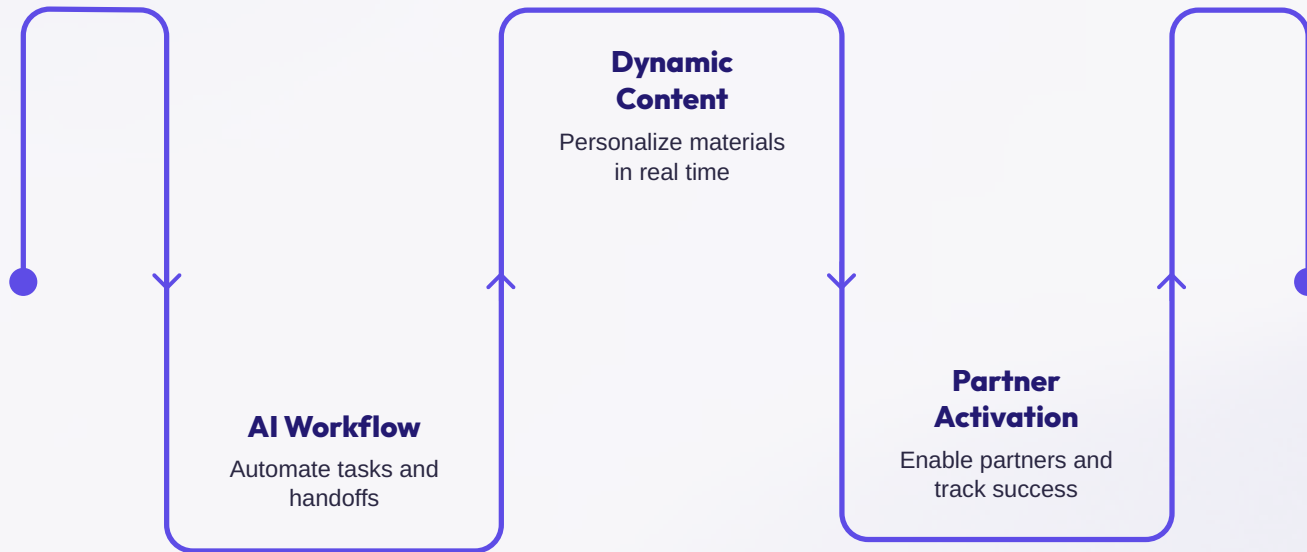 AI Workflow
Automate tasks and
handoffs
Dynamic
Content
Personalize materials
in real time
Partner
Activation
Enable partners and
track success